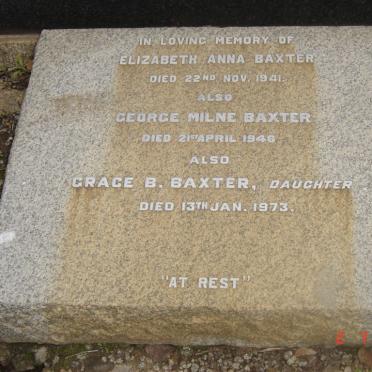 IN LOVING MEMORY OF
ELIZABETH ANNA BAXTER
DIED 22ND NOV. 1941.
ALSO
GEORGE MILNE BAXTER
DIED 21ST APRIL 1946
ALSO
GRACE B. BAXTER, DAUGHTER
DIED 13TH JAN. 1973.
"AT REST"